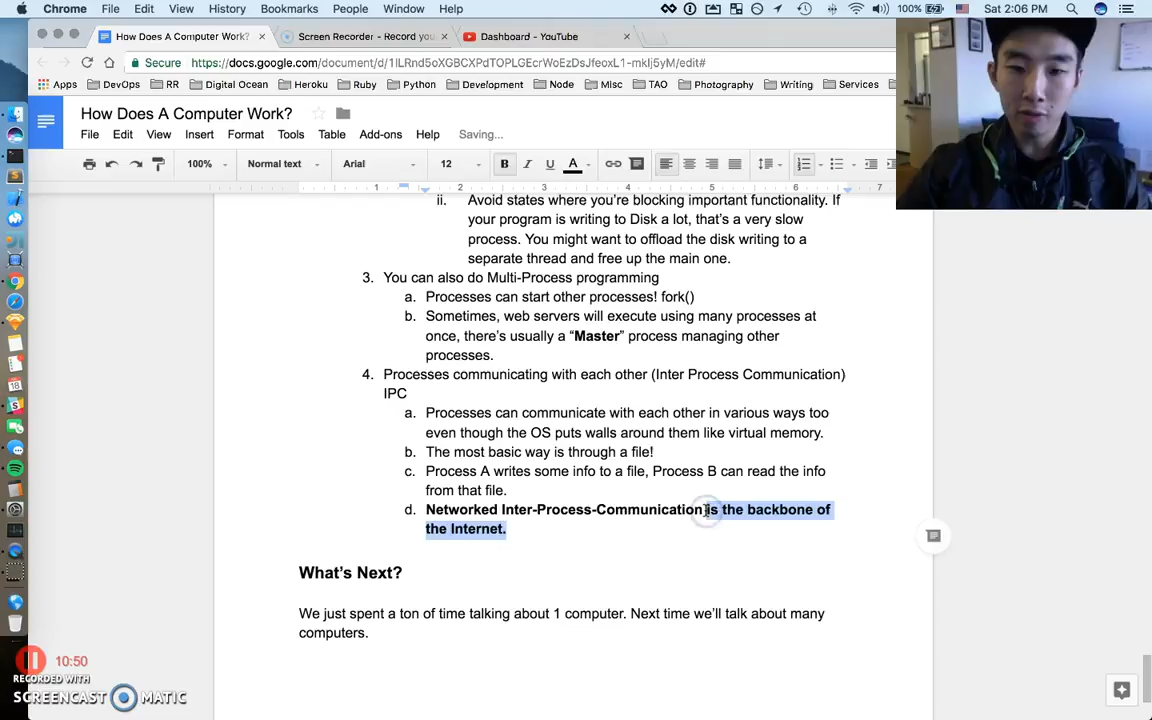 Chrome File Edit View History Bookmarks People Window Help 100% Sat 2:06 PM
How Does A Computer Work? Screen Recorder - Record you Dashboard - YouTube
Secure https://docs.google.com/document/d/
Apps DevOps RR Digital Ocean Heroku Ruby Python Development Node Misc TAO Photography Writing Services
How Does A Computer Work?
File Edit View Insert Format Tools Table Add-ons Help Saving...
100% Normal text Arial 12 B I U A
1 2 3 4 5 6 7
ii. Avoid states where you're blocking important functionality. If
your program is writing to Disk a lot, that's a very slow
process. You might want to offload the disk writing to a
separate thread and free up the main one.
3. You can also do Multi-Process programming
a. Processes can start other processes! fork()
b. Sometimes, web servers will execute using many processes at
once, there's usually a “Master” process managing other
processes.
4. Processes communicating with each other (Inter Process Communication)
IPC
a. Processes can communicate with each other in various ways too
even though the OS puts walls around them like virtual memory.
b. The most basic way is through a file!
c. Process A writes some info to a file, Process B can read the info
from that file.
d. Networked Inter-Process-Communication is the backbone of
the Internet.
What's Next?
We just spent a ton of time talking about 1 computer. Next time we'll talk about many
computers.
10:50
RECORDED WITH
SCREENCAST MATIC